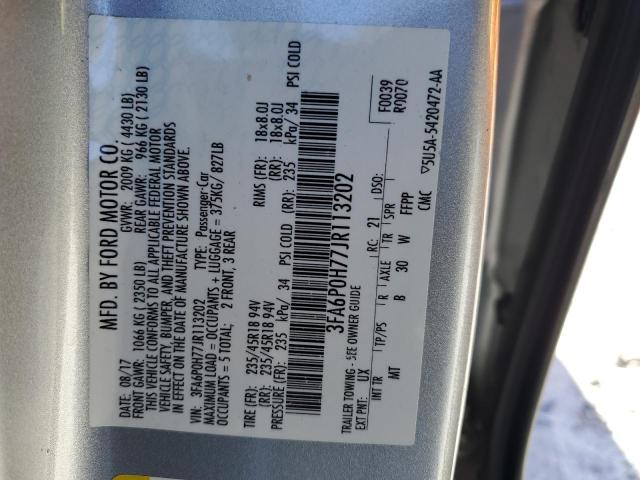 MFD. BY FORD MOTOR CO.
DATE: 08/17 GVWR: 2009 KG ( 4430 LB)
FRONT GAWR: 1066 KG ( 2350 LB) REAR GAWR: 966 KG ( 2130 LB)
THIS VEHICLE CONFORMS TO ALL APPLICABLE FEDERAL MOTOR
VEHICLE SAFETY, BUMPER, AND THEFT PREVENTION STANDARDS
IN EFFECT ON THE DATE OF MANUFACTURE SHOWN ABOVE.
VIN: 3FA6P0H77JR113202 TYPE: Passenger-Car
MAXIMUM LOAD = OCCUPANTS + LUGGAGE = 375KG/ 827LB
OCCUPANTS = 5 TOTAL; 2 FRONT, 3 REAR
TIRE (FR): 235/45R18 94V RIMS (FR): 18x8.0J
(RR): 235/45R18 94V (RR): 18x8.0J
PRESSURE (FR): 235 kPa/ 34 PSI COLD (RR): 235 kPa/ 34 PSI COLD
3FA6P0H77JR113202
F0039
R0070
TRAILER TOWING - SEE OWNER GUIDE
EXT PNT: UX RC: 21 DSO:
INT TR TP/PS R AXLE TR SPR
MT B 30 W FFPP
CMC ▽5U5A-5420472-AA